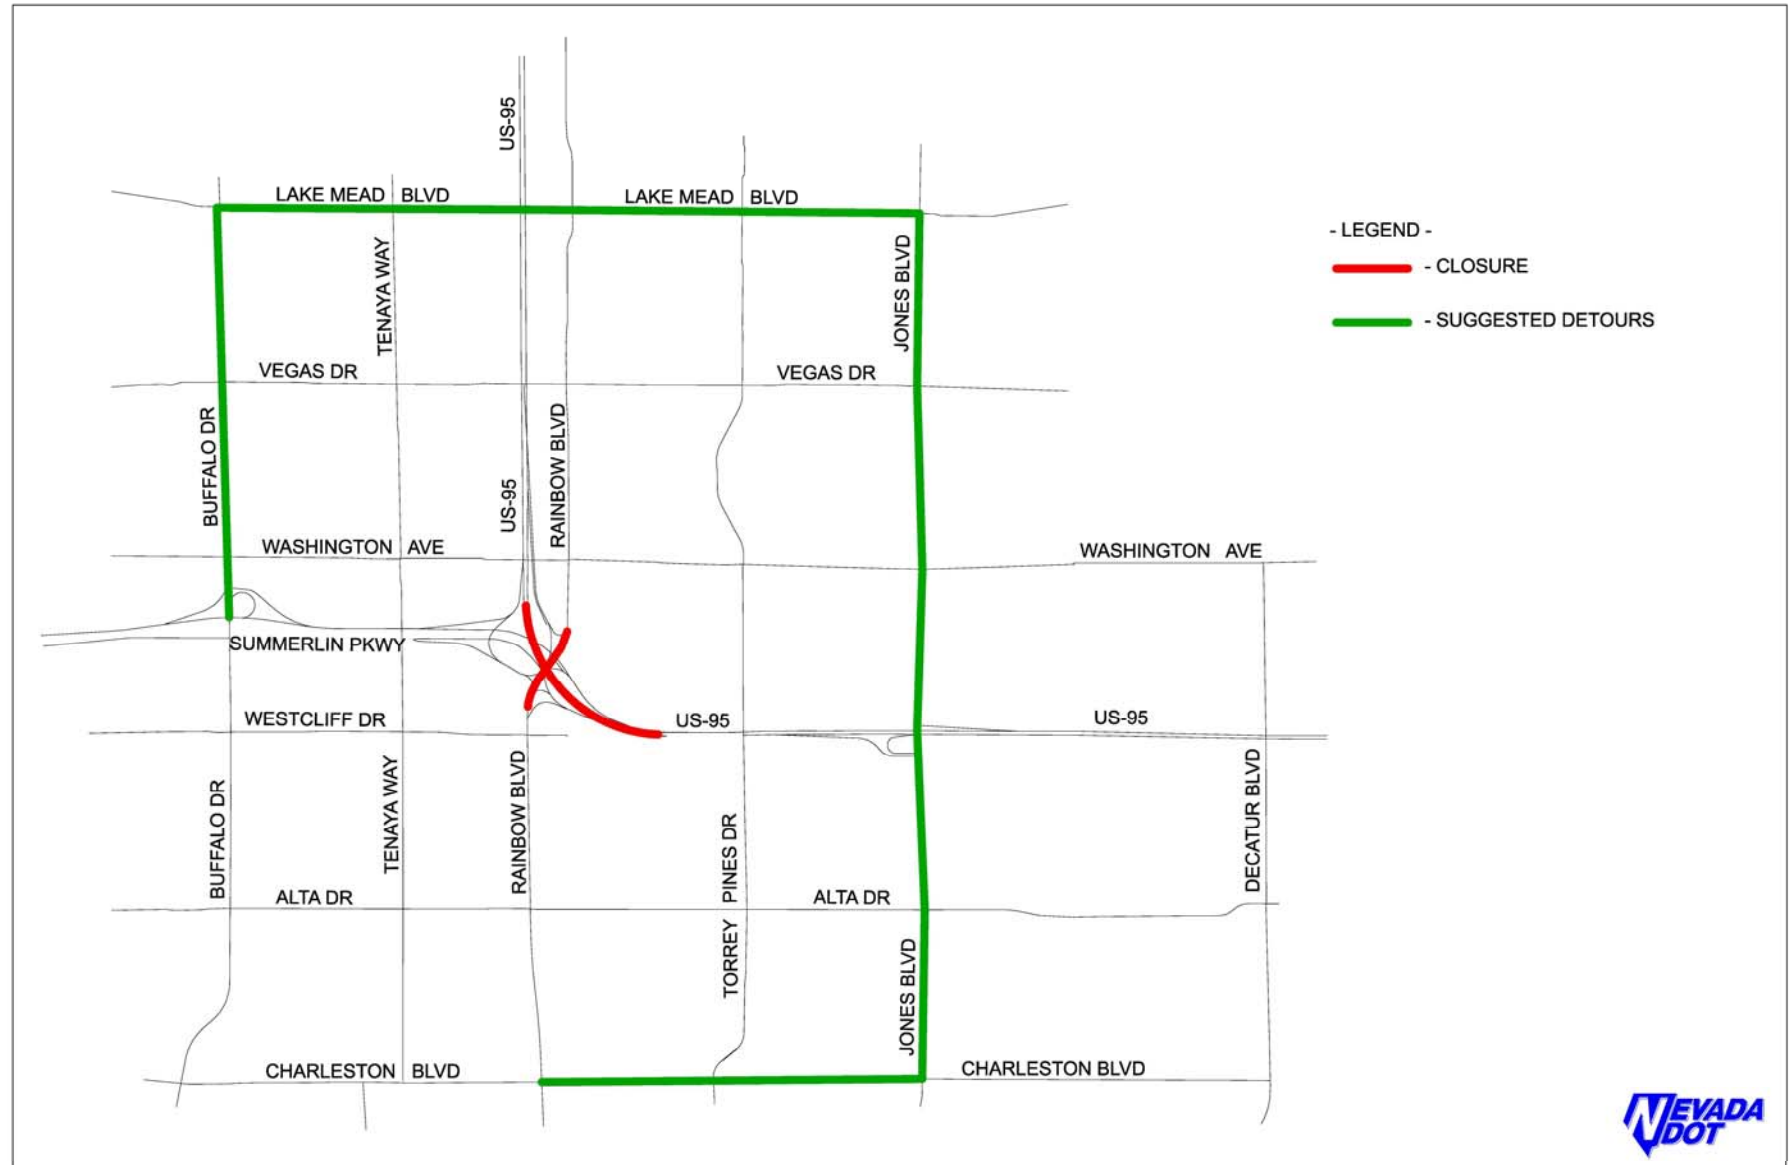 US-95
LAKE MEAD BLVD
LAKE MEAD BLVD
- LEGEND -
- CLOSURE
- SUGGESTED DETOURS
TENAYA WAY
JONES BLVD
VEGAS DR
VEGAS DR
BUFFALO DR
US-95
RAINBOW BLVD
WASHINGTON AVE
WASHINGTON AVE
SUMMERLIN PKWY
WESTCLIFF DR
US-95
US-95
BUFFALO DR
TENAYA WAY
RAINBOW BLVD
TORREY PINES DR
DECATUR BLVD
ALTA DR
ALTA DR
JONES BLVD
CHARLESTON BLVD
CHARLESTON BLVD
NEVADA
DOT